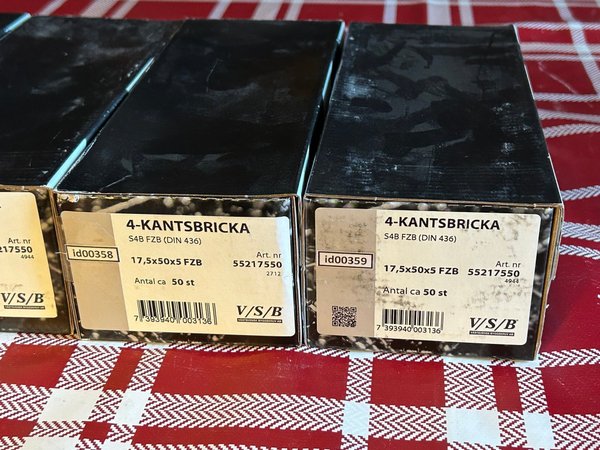 Art. nr
217550
4944
V/S/B
4-KANTSBRICKA
S4B FZB (DIN 436)
id00358
17,5x50x5 FZB
Art. nr
55217550
2712
Antal ca 50 st
7 393940 003136
V/S/B
4-KANTSBRICKA
S4B FZB (DIN 436)
id00359
17,5x50x5 FZB
Art. nr
55217550
4944
Antal ca 50 st
7 393940 003136
V/S/B